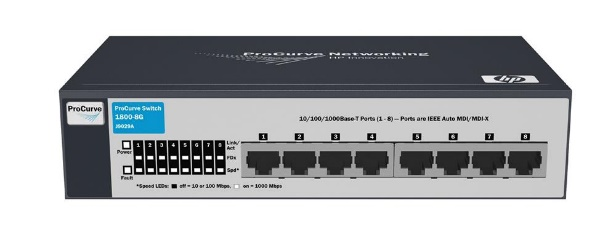 ProCurve Networking
HP Innovation
hp
ProCurve
ProCurve Switch
1800-8G
J9029A
10/100/1000Base-T Ports (1 - 8) — Ports are IEEE Auto MDI/MDI-X
Power
Fault
1 2 3 4 5 6 7 8
Link/
Act
FDx
Spd*
1 2 3 4 5 6 7 8
*Speed LEDs: off = 10 or 100 Mbps, on = 1000 Mbps